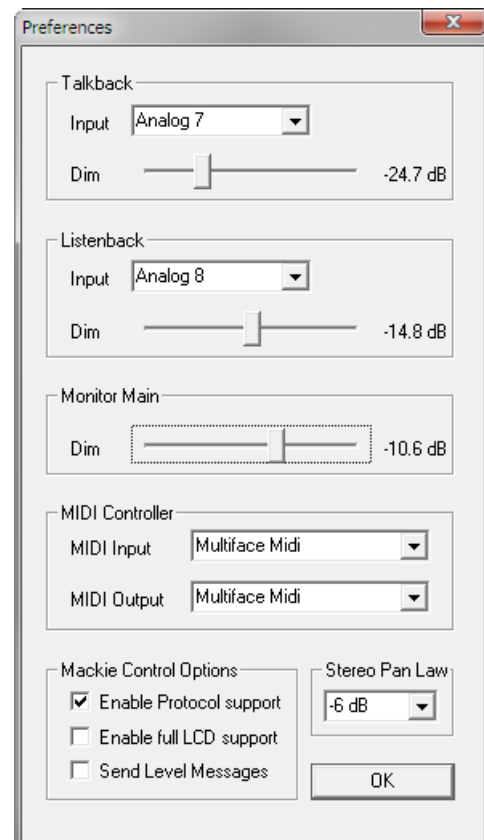 Preferences
Talkback
Input Analog 7
Dim -24.7 dB
Listenback
Input Analog 8
Dim -14.8 dB
Monitor Main
Dim -10.6 dB
MIDI Controller
MIDI Input Multiface Midi
MIDI Output Multiface Midi
Mackie Control Options
Enable Protocol support
Enable full LCD support
Send Level Messages
Stereo Pan Law
-6 dB
OK